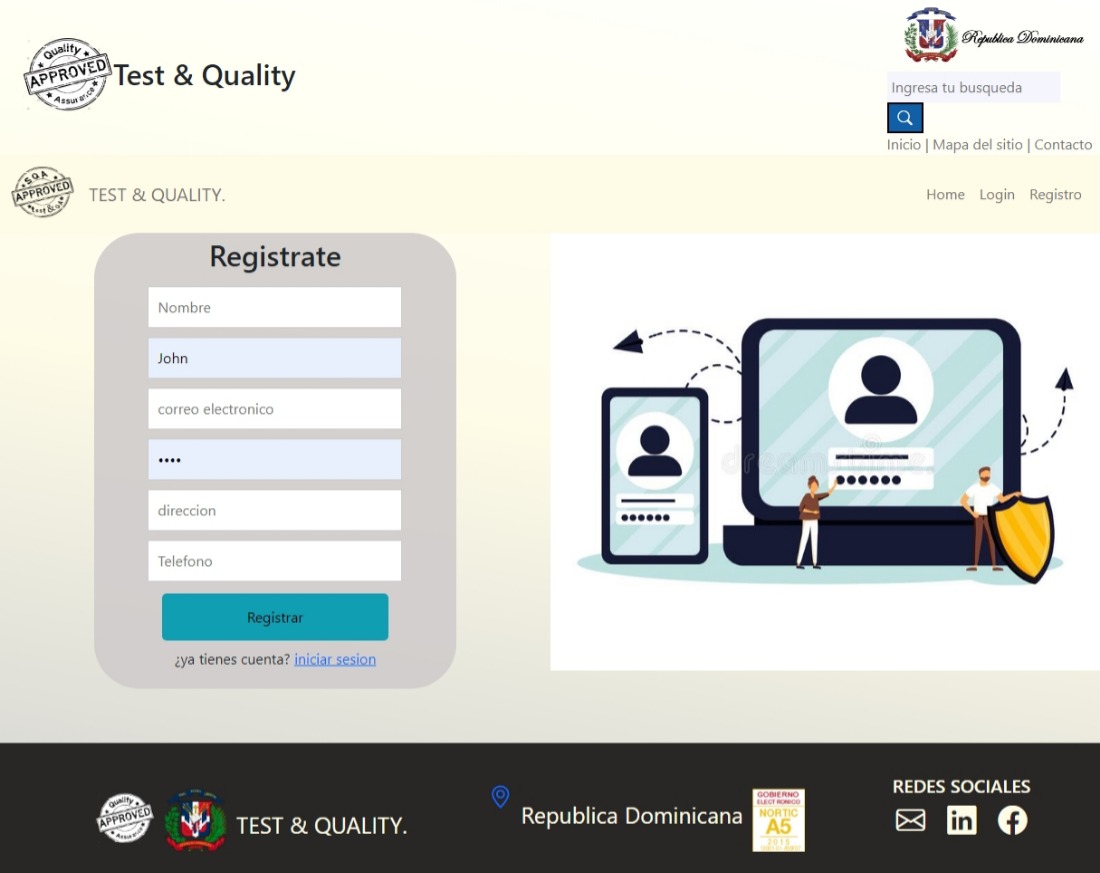 Quality
APPROVED
Assurance
Test & Quality
Republica Dominicana
Ingresa tu busqueda
Inicio | Mapa del sitio | Contacto
S.Q.A
APPROVED
Test&QA
TEST & QUALITY.
Home Login Registro
Registrate
Nombre
John
correo electronico
••••
direccion
Telefono
Registrar
¿ya tienes cuenta? iniciar sesion
Quality
APPROVED
Assurance
TEST & QUALITY.
Republica Dominicana
GOBIERNO
ELECTRONICO
NORTIC
A5
2015
REDES SOCIALES